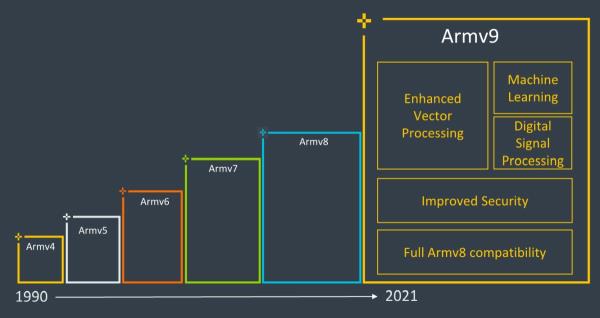 Armv4
Armv5
Armv6
Armv7
Armv8
Armv9
Enhanced
Vector
Processing
Machine
Learning
Digital
Signal
Processing
Improved Security
Full Armv8 compatibility
1990
2021